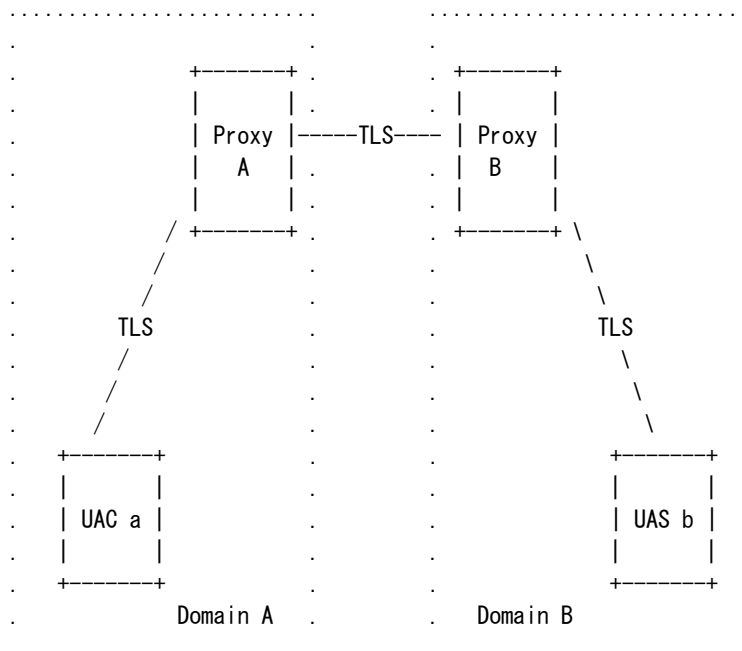 Proxy -----TLS---- Proxy
A B
TLS TLS
UAC a UAS b
Domain A Domain B